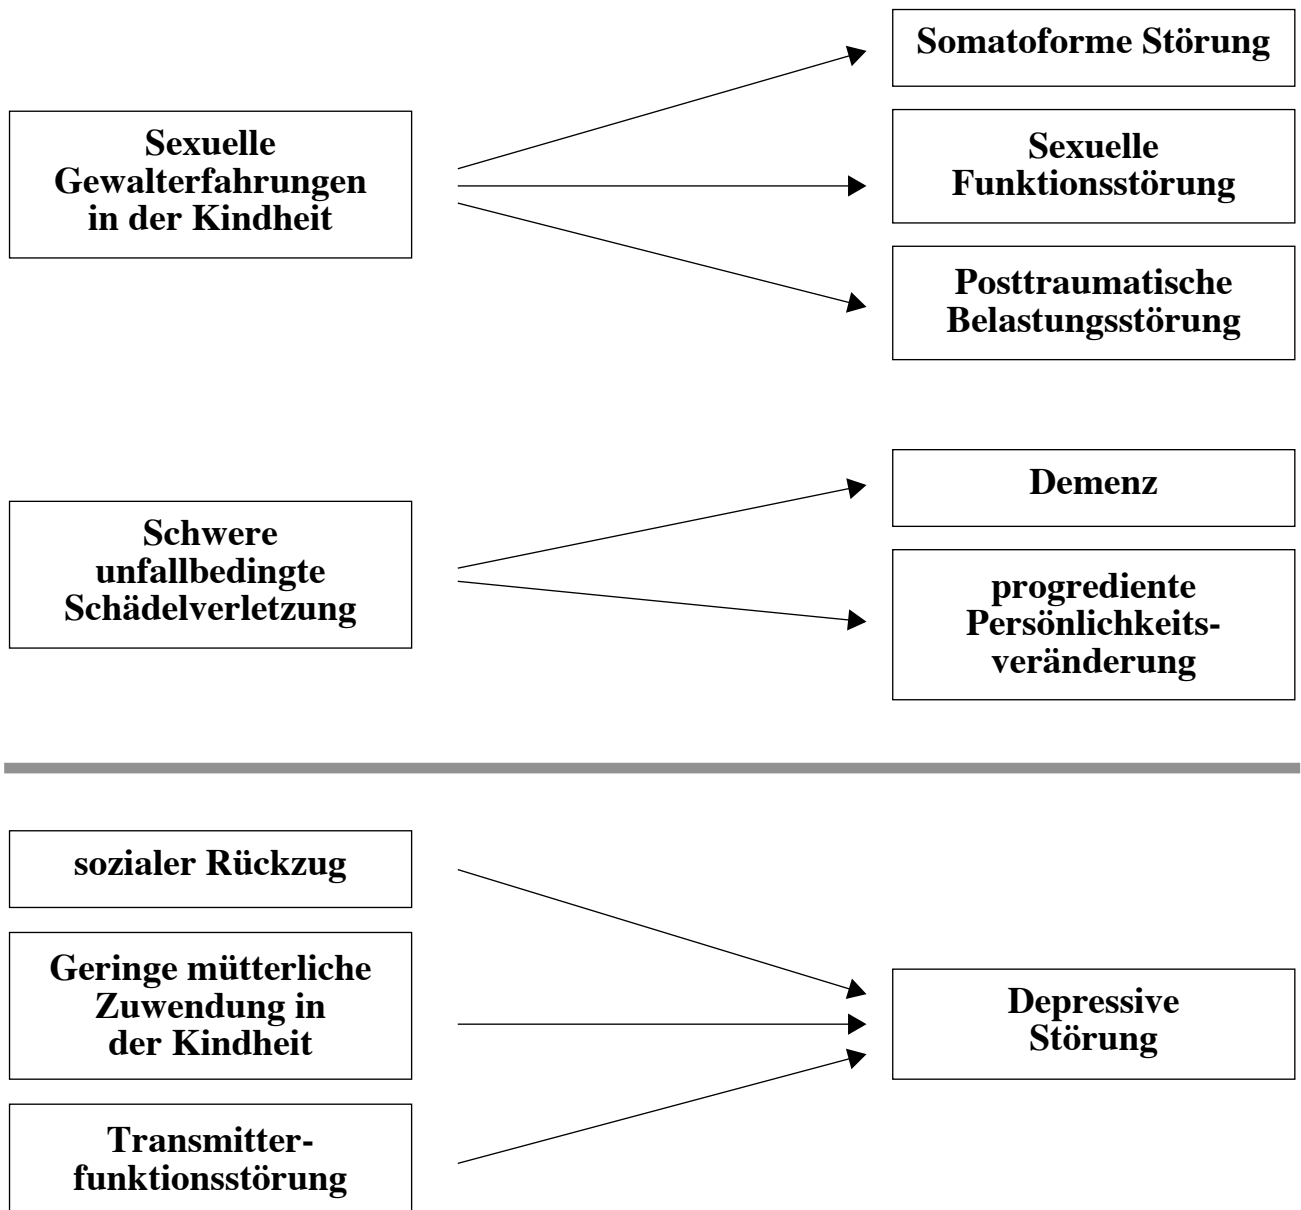 Somatoforme Störung
Sexuelle
Gewalterfahrungen
in der Kindheit
Sexuelle
Funktionsstörung
Posttraumatische
Belastungsstörung
Schwere
unfallbedingte
Schädelverletzung
Demenz
progrediente
Persönlichkeits-
veränderung
sozialer Rückzug
Geringe mütterliche
Zuwendung in
der Kindheit
Depressive
Störung
Transmitter-
funktionsstörung